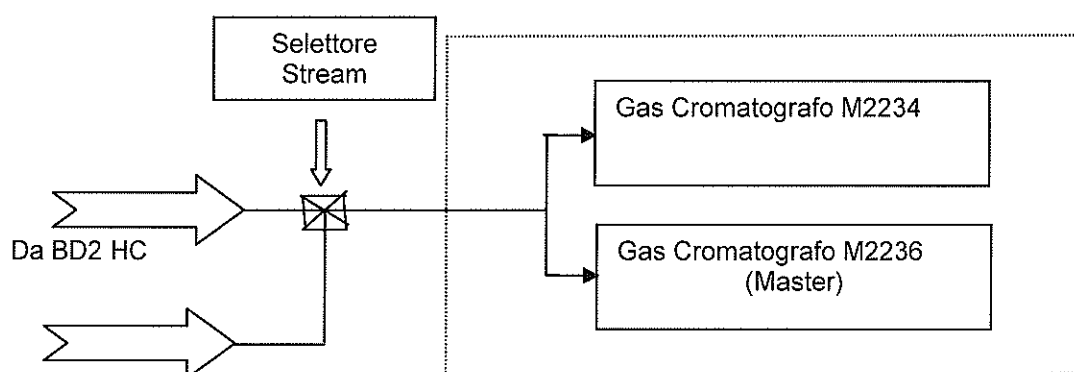 Selettore
Stream
Gas Cromatografo M2234
Da BD2 HC
Gas Cromatografo M2236
(Master)